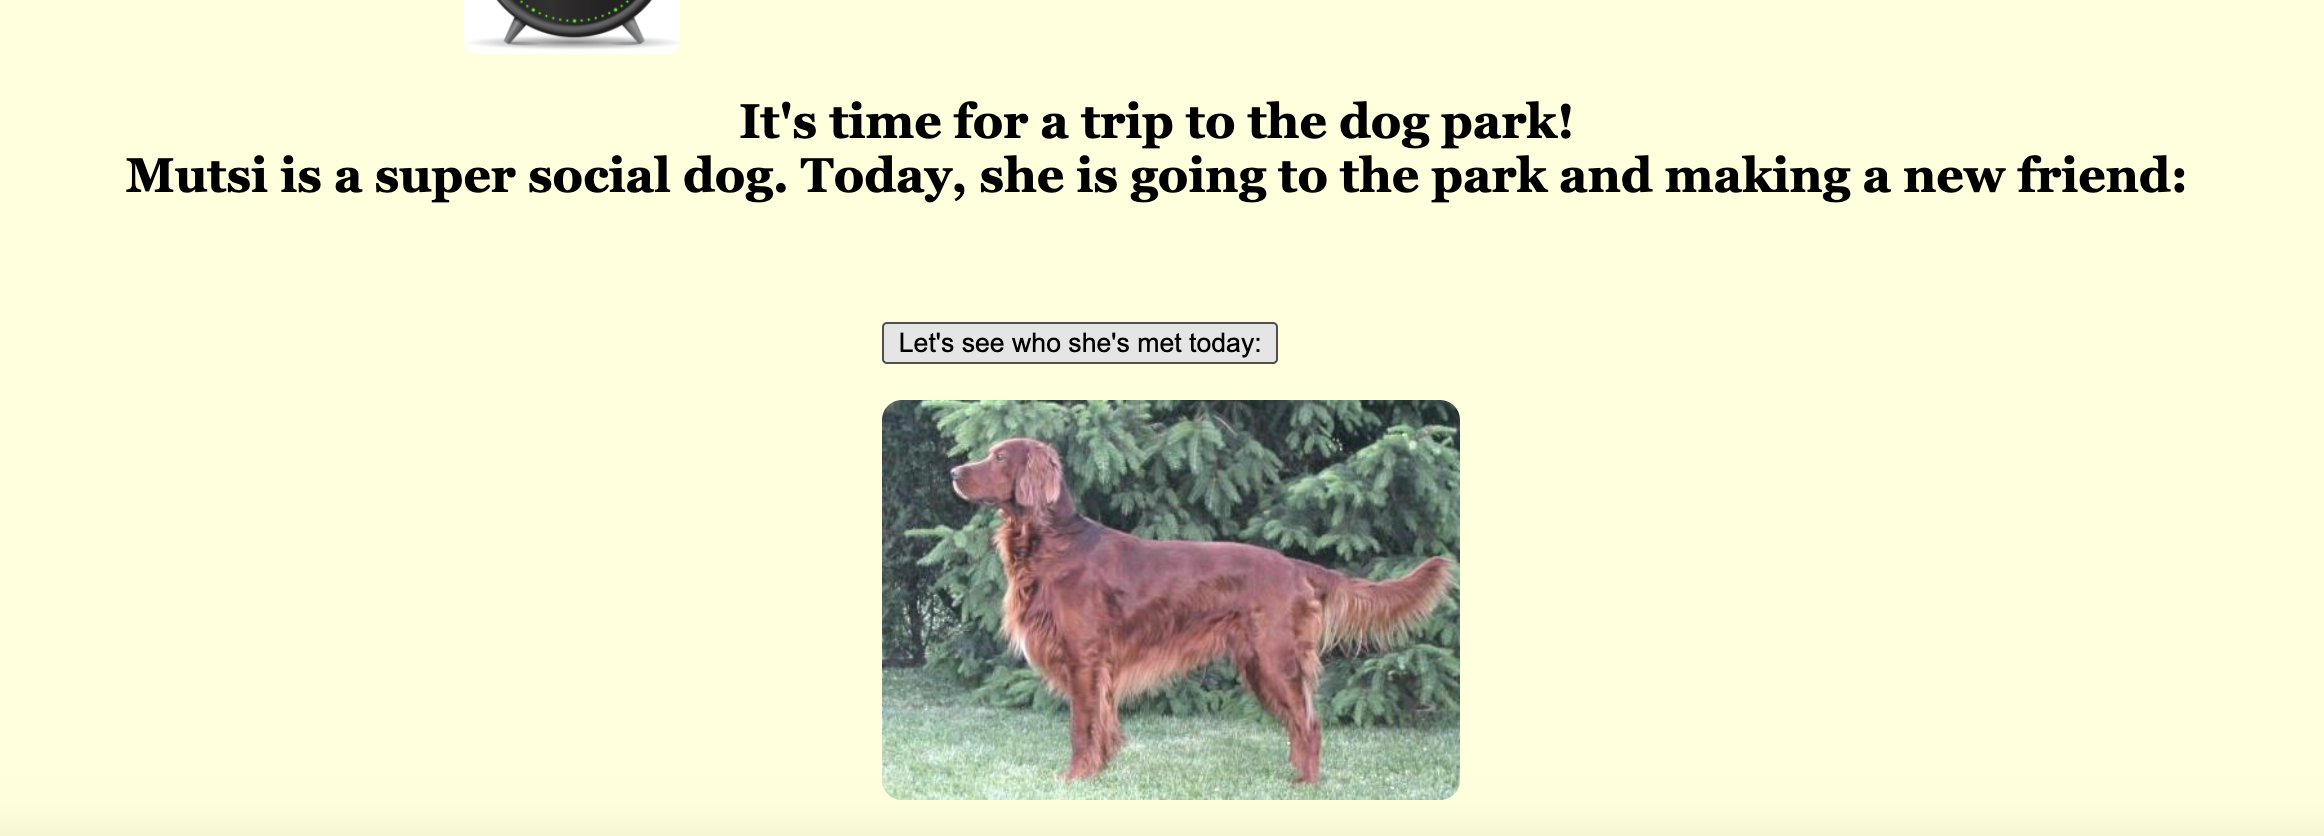 It's time for a trip to the dog park!
Mutsi is a super social dog. Today, she is going to the park and making a new friend:
Let's see who she's met today: